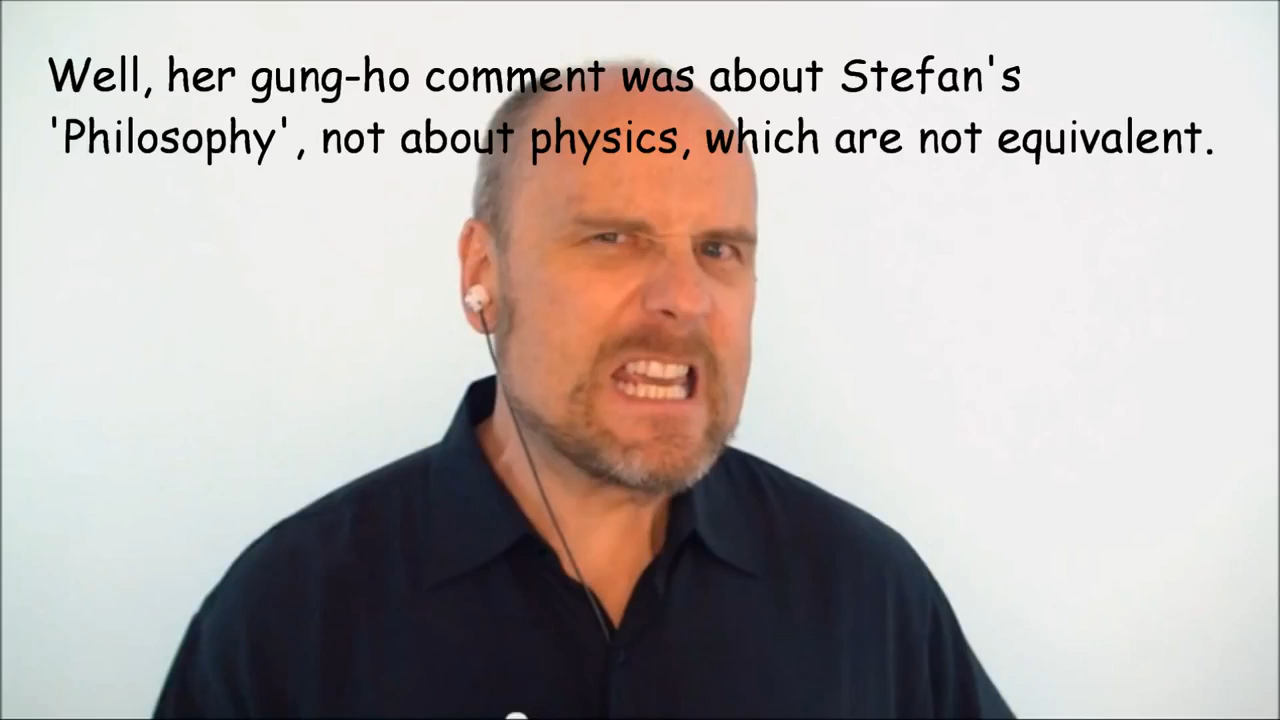 Well, her gung-ho comment was about Stefan's
'Philosophy', not about physics, which are not equivalent.